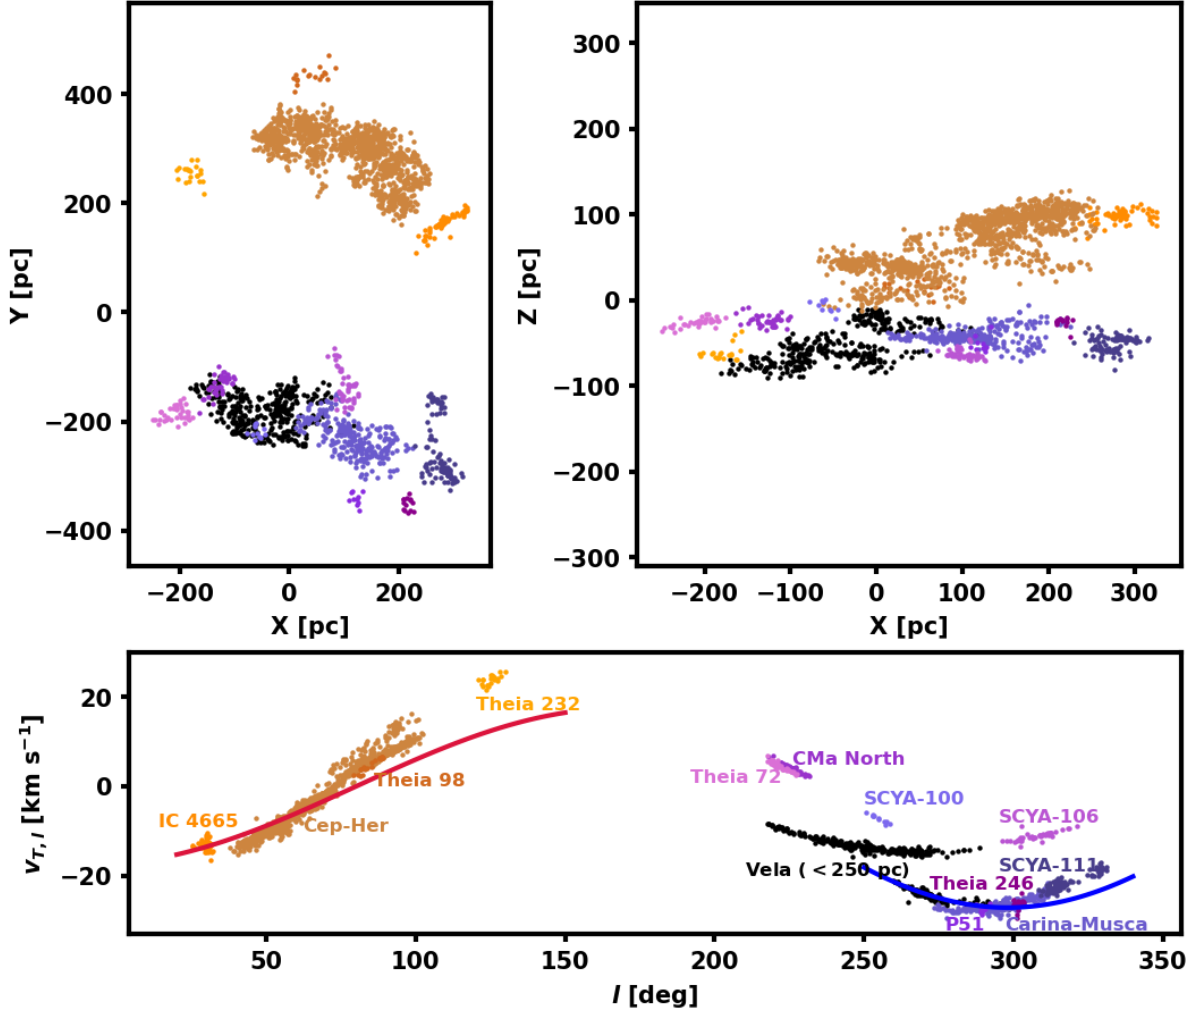 400
200
0
−200
−400
Y [pc]
−200
0
200
X [pc]
300
200
100
0
−100
−200
−300
Z [pc]
−200
−100
0
100
200
300
X [pc]
20
0
−20
v_{T, l} [km s⁻¹]
Theia 232
Theia 98
IC 4665
Cep-Her
CMa North
Theia 72
SCYA-100
SCYA-106
Vela ( < 250 pc)
SCYA-111
Theia 246
P51
Carina-Musca
50
100
150
200
250
300
350
l [deg]